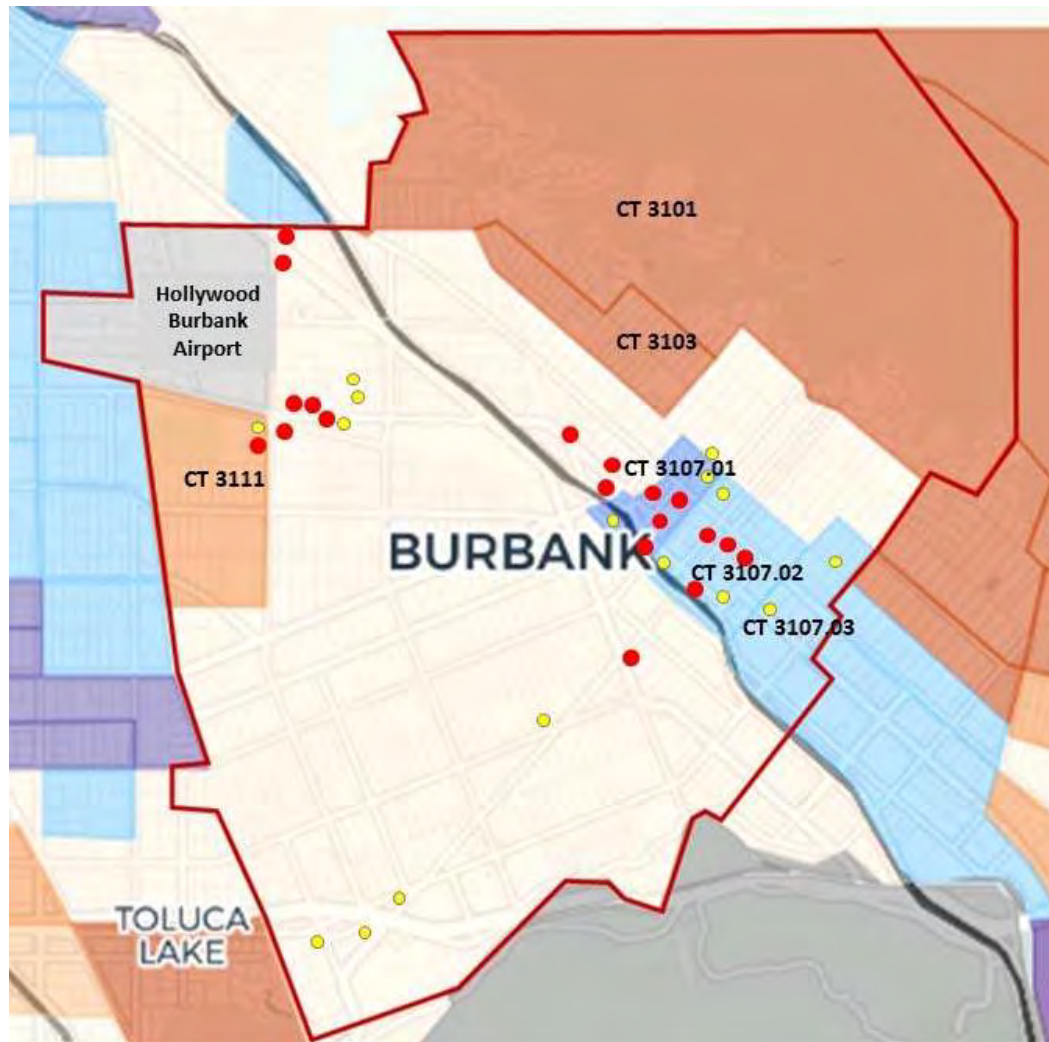 CT 3101
Hollywood
Burbank
Airport
CT 3103
CT 3107.01
CT 3111
BURBANK
CT 3107.02
CT 3107.03
TOLUCA
LAKE